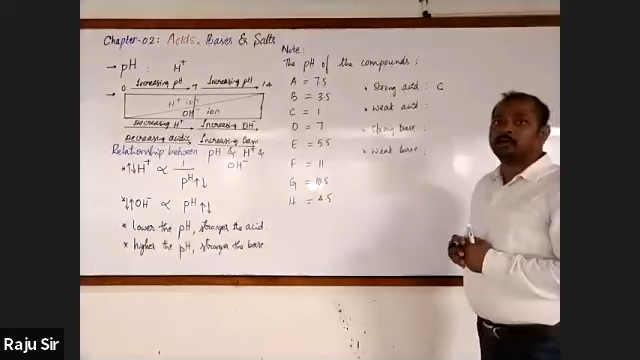 Chapter-02: Acids, Bases & Salts
→ pH : H⁺
→ 0 Increasing pH 7 Increasing pH 14
H⁺ ion
OH⁻ ion
Decreasing H⁺ Increasing OH⁻
Decreasing acidic Increasing basic
Relationship between pH & H⁺ & OH⁻
*↑↓H⁺ ∝ 1/pH↑↓
*↓↑OH⁻ ∝ pH↑↓
* Lower the pH, stronger the acid.
* higher the pH, stronger the base.
Note:
The pH of the compounds;
A = 7.5
B = 3.5
C = 1
D = 7
E = 5.5
F = 11
G = 10.5
H = 4.5
* Strong acid : C
* Weak acid :
* Strong base :
* Weak base :
Raju Sir